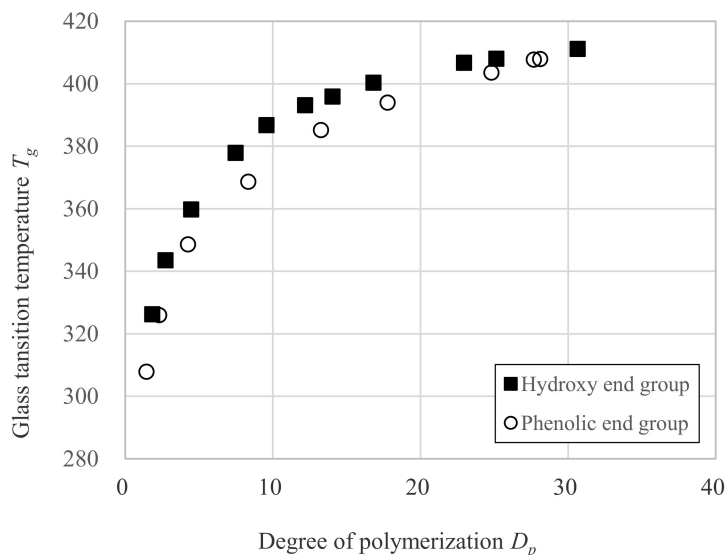 420
400
380
360
340
320
300
280
Glass tansition temperature Tg
0 10 20 30 40
Degree of polymerization Dp
Hydroxy end group
Phenolic end group